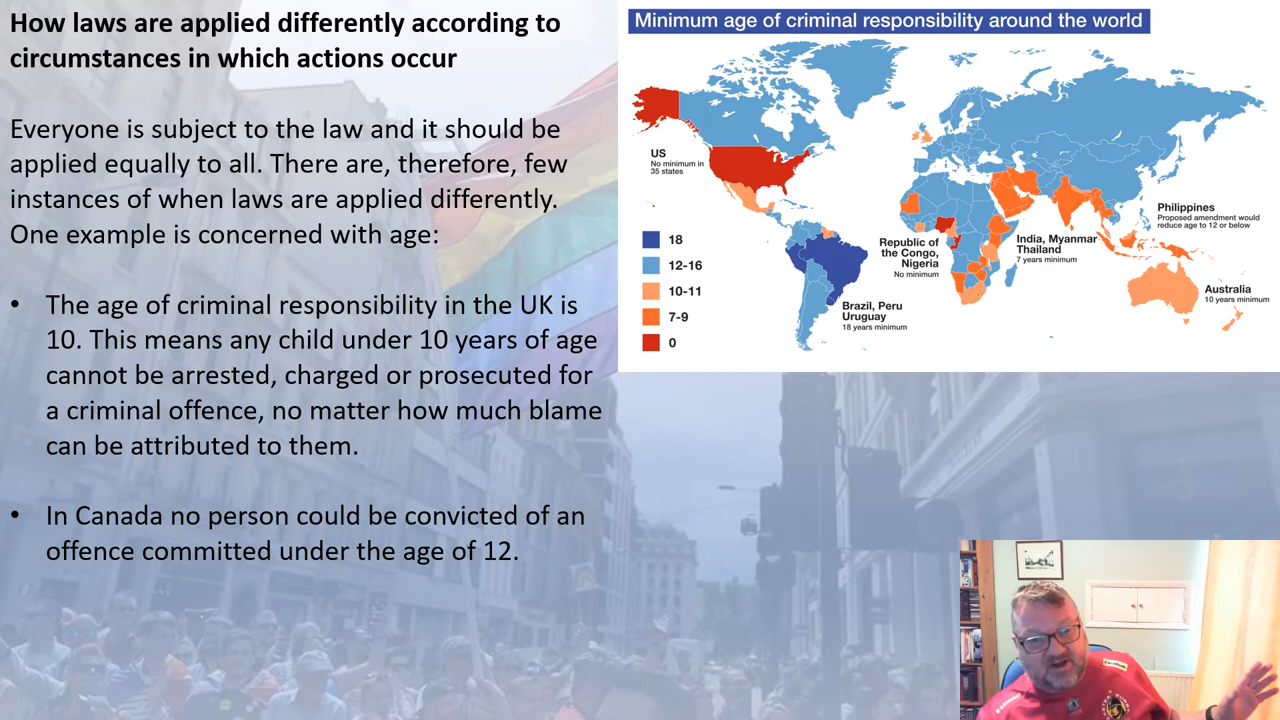 How laws are applied differently according to
circumstances in which actions occur
Everyone is subject to the law and it should be
applied equally to all. There are, therefore, few
instances of when laws are applied differently.
One example is concerned with age:
• The age of criminal responsibility in the UK is
10. This means any child under 10 years of age
cannot be arrested, charged or prosecuted for
a criminal offence, no matter how much blame
can be attributed to them.
• In Canada no person could be convicted of an
offence committed under the age of 12.
Minimum age of criminal responsibility around the world
US
No minimum in
35 states
18
12-16
10-11
7-9
0
Republic of
the Congo,
Nigeria
No minimum
Brazil, Peru
Uruguay
18 years minimum
India, Myanmar
Thailand
7 years minimum
Philippines
Proposed amendment would
reduce age to 12 or below
Australia
10 years minimum